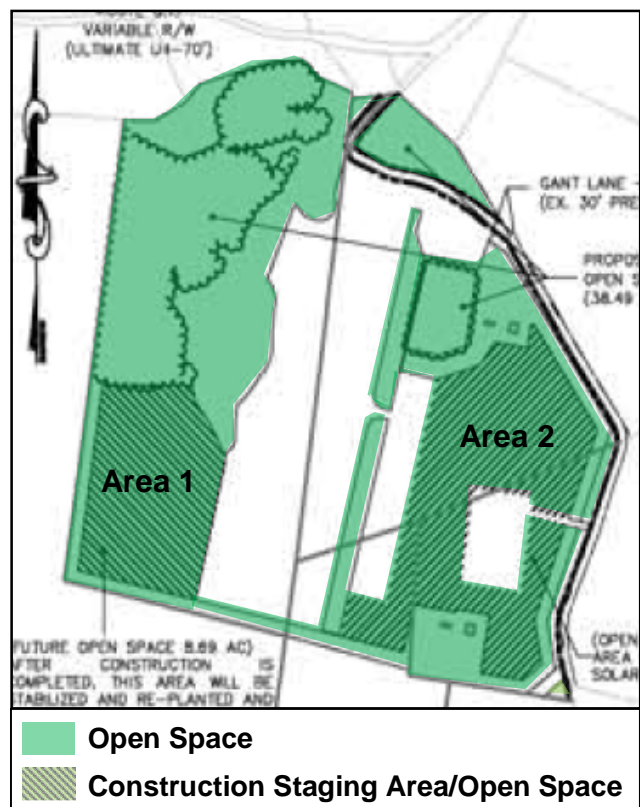 VARIABLE R/W
(ULTIMATE U4-70')
GANT LANE
(EX. 30' PRE
PROPOS
OPEN S
(38.49
Area 2
Area 1
(FUTURE OPEN SPACE 8.69 AC)
AFTER CONSTRUCTION IS
COMPLETED, THIS AREA WILL BE
STABILIZED AND RE-PLANTED AND
(OPEN
AREA
SOLAR
Open Space
Construction Staging Area/Open Space